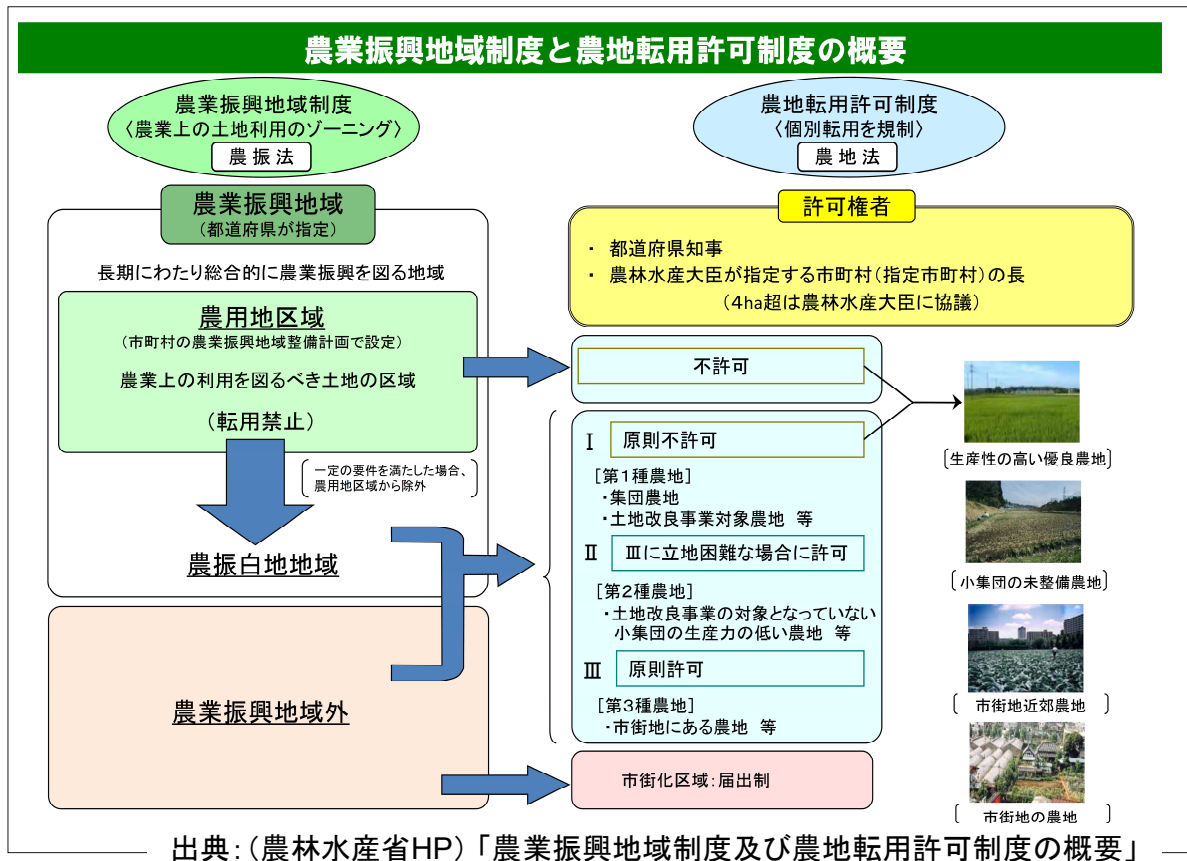 農業振興地域制度と農地転用許可制度の概要
農業振興地域制度
〈農業上の土地利用のゾーニング〉
農振法
農業振興地域
(都道府県が指定)
長期にわたり総合的に農業振興を図る地域
農用地区域
(市町村の農業振興地域整備計画で設定)
農業上の利用を図るべき土地の区域
(転用禁止)
一定の要件を満たした場合、
農用地区域から除外
農振白地地域
農業振興地域外
農地転用許可制度
〈個別転用を規制〉
農地法
許可権者
・ 都道府県知事
・ 農林水産大臣が指定する市町村(指定市町村)の長
(4ha超は農林水産大臣に協議)
不許可
Ⅰ 原則不許可
[第1種農地]
・集団農地
・土地改良事業対象農地 等
Ⅱ Ⅲに立地困難な場合に許可
[第2種農地]
・土地改良事業の対象となっていない
小集団の生産力の低い農地 等
Ⅲ 原則許可
[第3種農地]
・市街地にある農地 等
市街化区域:届出制
〔生産性の高い優良農地〕
〔小集団の未整備農地〕
〔 市街地近郊農地 〕
〔 市街地の農地 〕
出典:(農林水産省HP)「農業振興地域制度及び農地転用許可制度の概要」